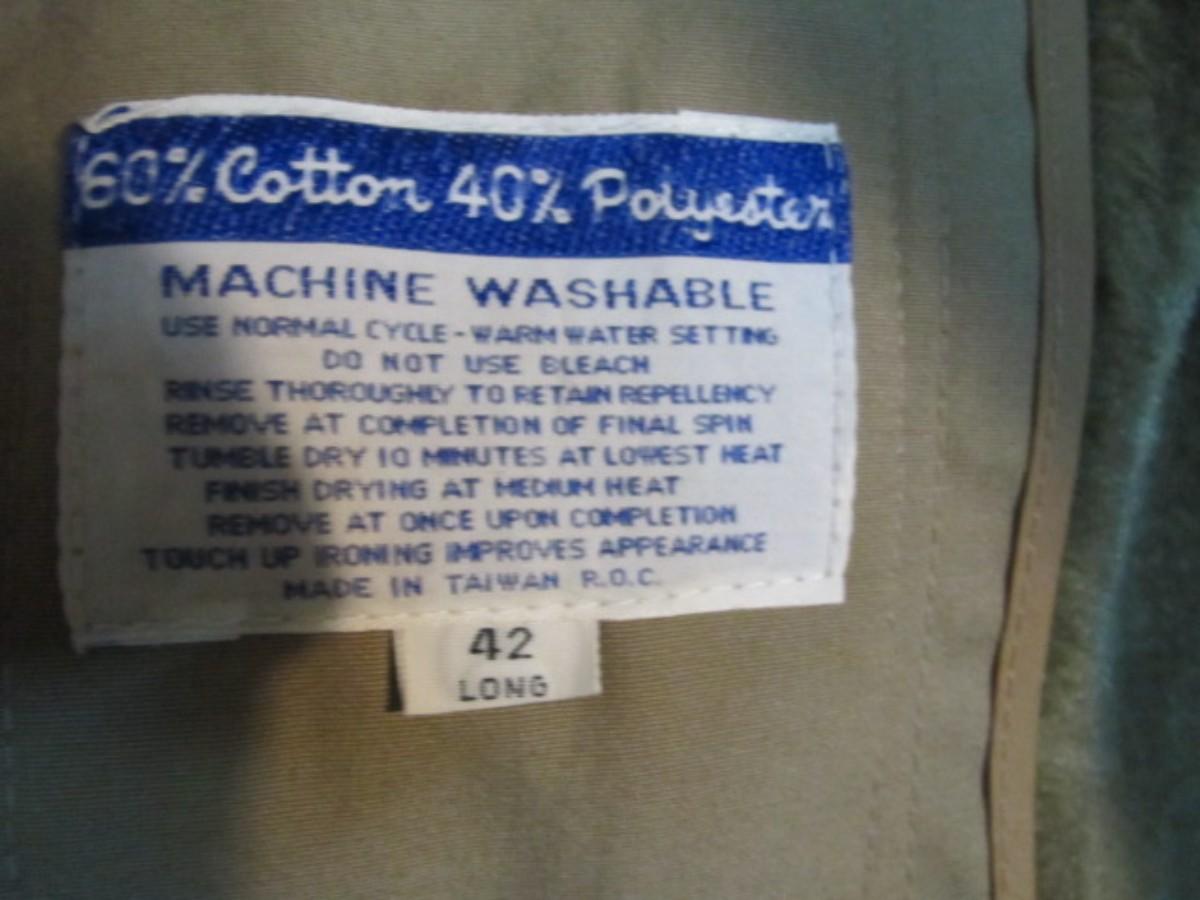 60% Cotton 40% Polyester
MACHINE WASHABLE
USE NORMAL CYCLE - WARM WATER SETTING
DO NOT USE BLEACH
RINSE THOROUGHLY TO RETAIN REPELLENCY
REMOVE AT COMPLETION OF FINAL SPIN
TUMBLE DRY 10 MINUTES AT LOWEST HEAT
FINISH DRYING AT MEDIUM HEAT
REMOVE AT ONCE UPON COMPLETION
TOUCH UP IRONING IMPROVES APPEARANCE
MADE IN TAIWAN R.O.C.
42
LONG